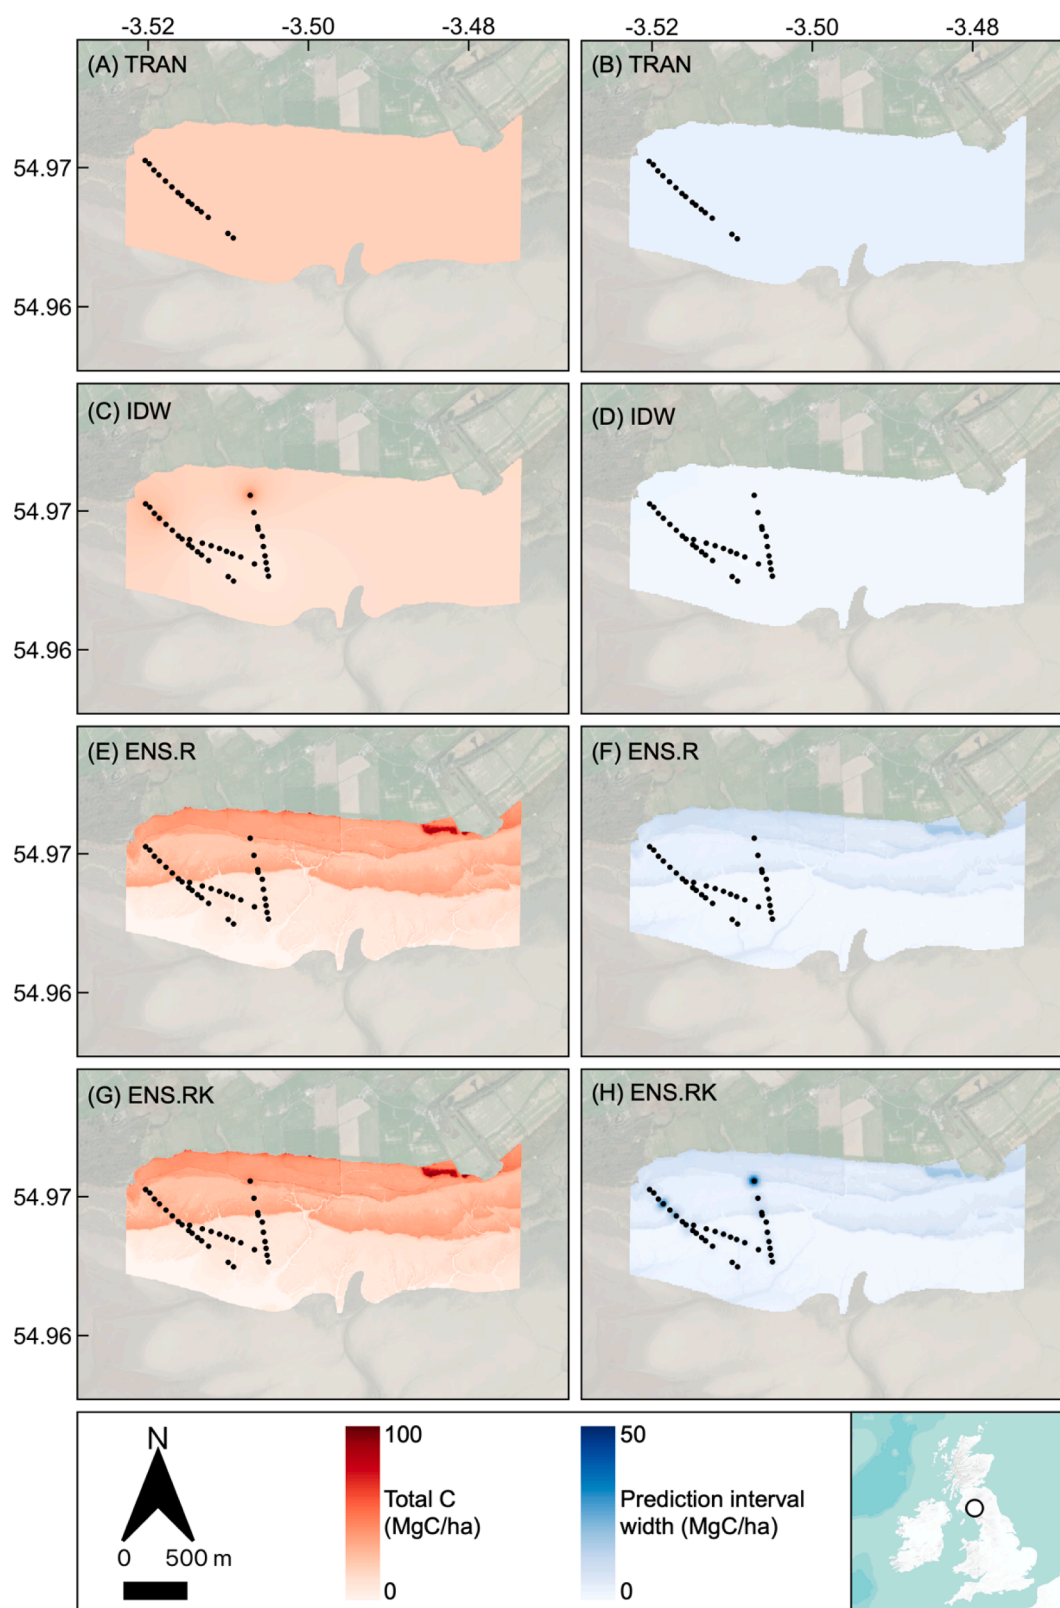 -3.52 -3.50 -3.48 -3.52 -3.50 -3.48
(A) TRAN (B) TRAN
54.97
54.96
(C) IDW (D) IDW
54.97
54.96
(E) ENS.R (F) ENS.R
54.97
54.96
(G) ENS.RK (H) ENS.RK
54.97
54.96
N
0 500 m
100
Total C
(MgC/ha)
0
50
Prediction interval
width (MgC/ha)
0